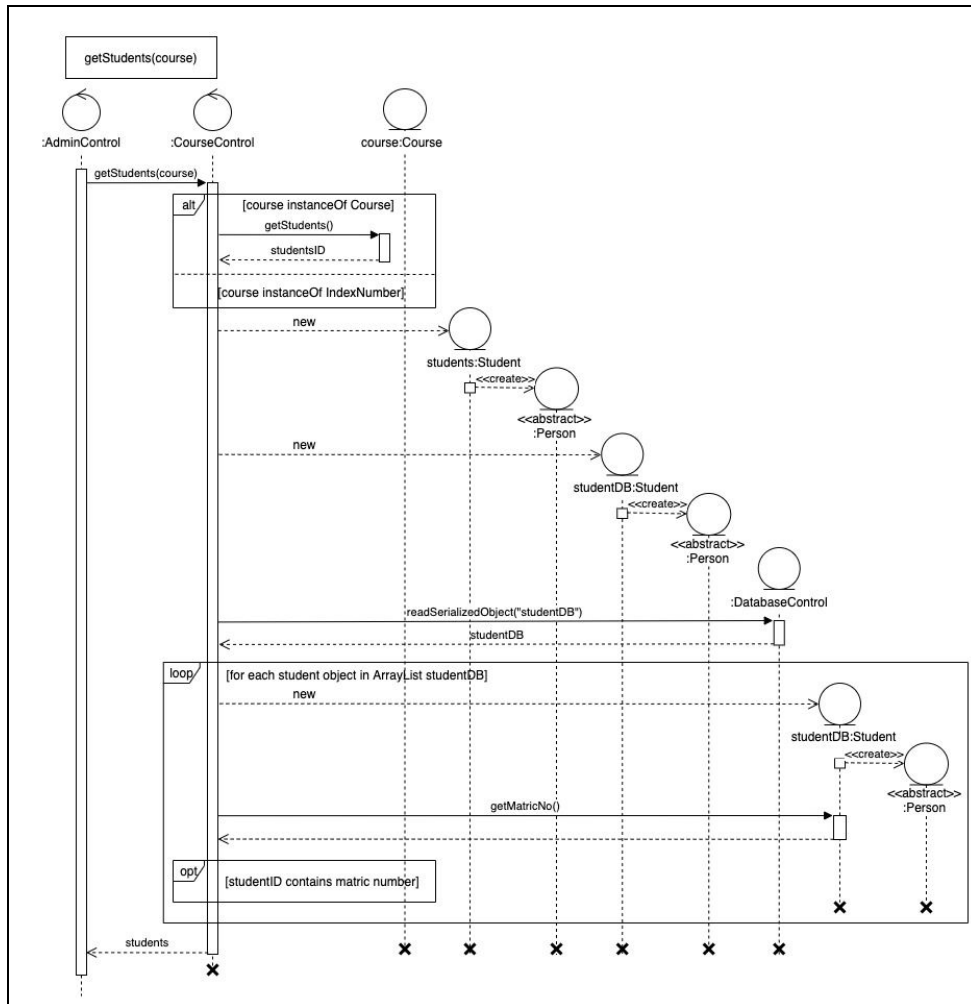 getStudents(course)
:AdminControl
:CourseControl
course:Course
getStudents(course)
alt
[course instanceOf Course]
getStudents()
studentsID
[course instanceOf IndexNumber]
new
students:Student
<<create>>
<<abstract>>
:Person
new
studentDB:Student
<<create>>
<<abstract>>
:Person
:DatabaseControl
readSerializedObject("studentDB")
studentDB
loop
[for each student object in ArrayList studentDB]
new
studentDB:Student
<<create>>
<<abstract>>
:Person
getMatricNo()
opt
[studentID contains matric number]
students